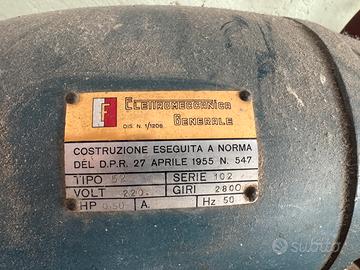 F
ELETTROMECCANICA
GENERALE
DIS. N. 1/1206
COSTRUZIONE ESEGUITA A NORMA
DEL D.P.R. 27 APRILE 1955 N. 547
TIPO 52 SERIE 102
VOLT 220. GIRI 2800
HP 0.50 A. Hz 50
subito